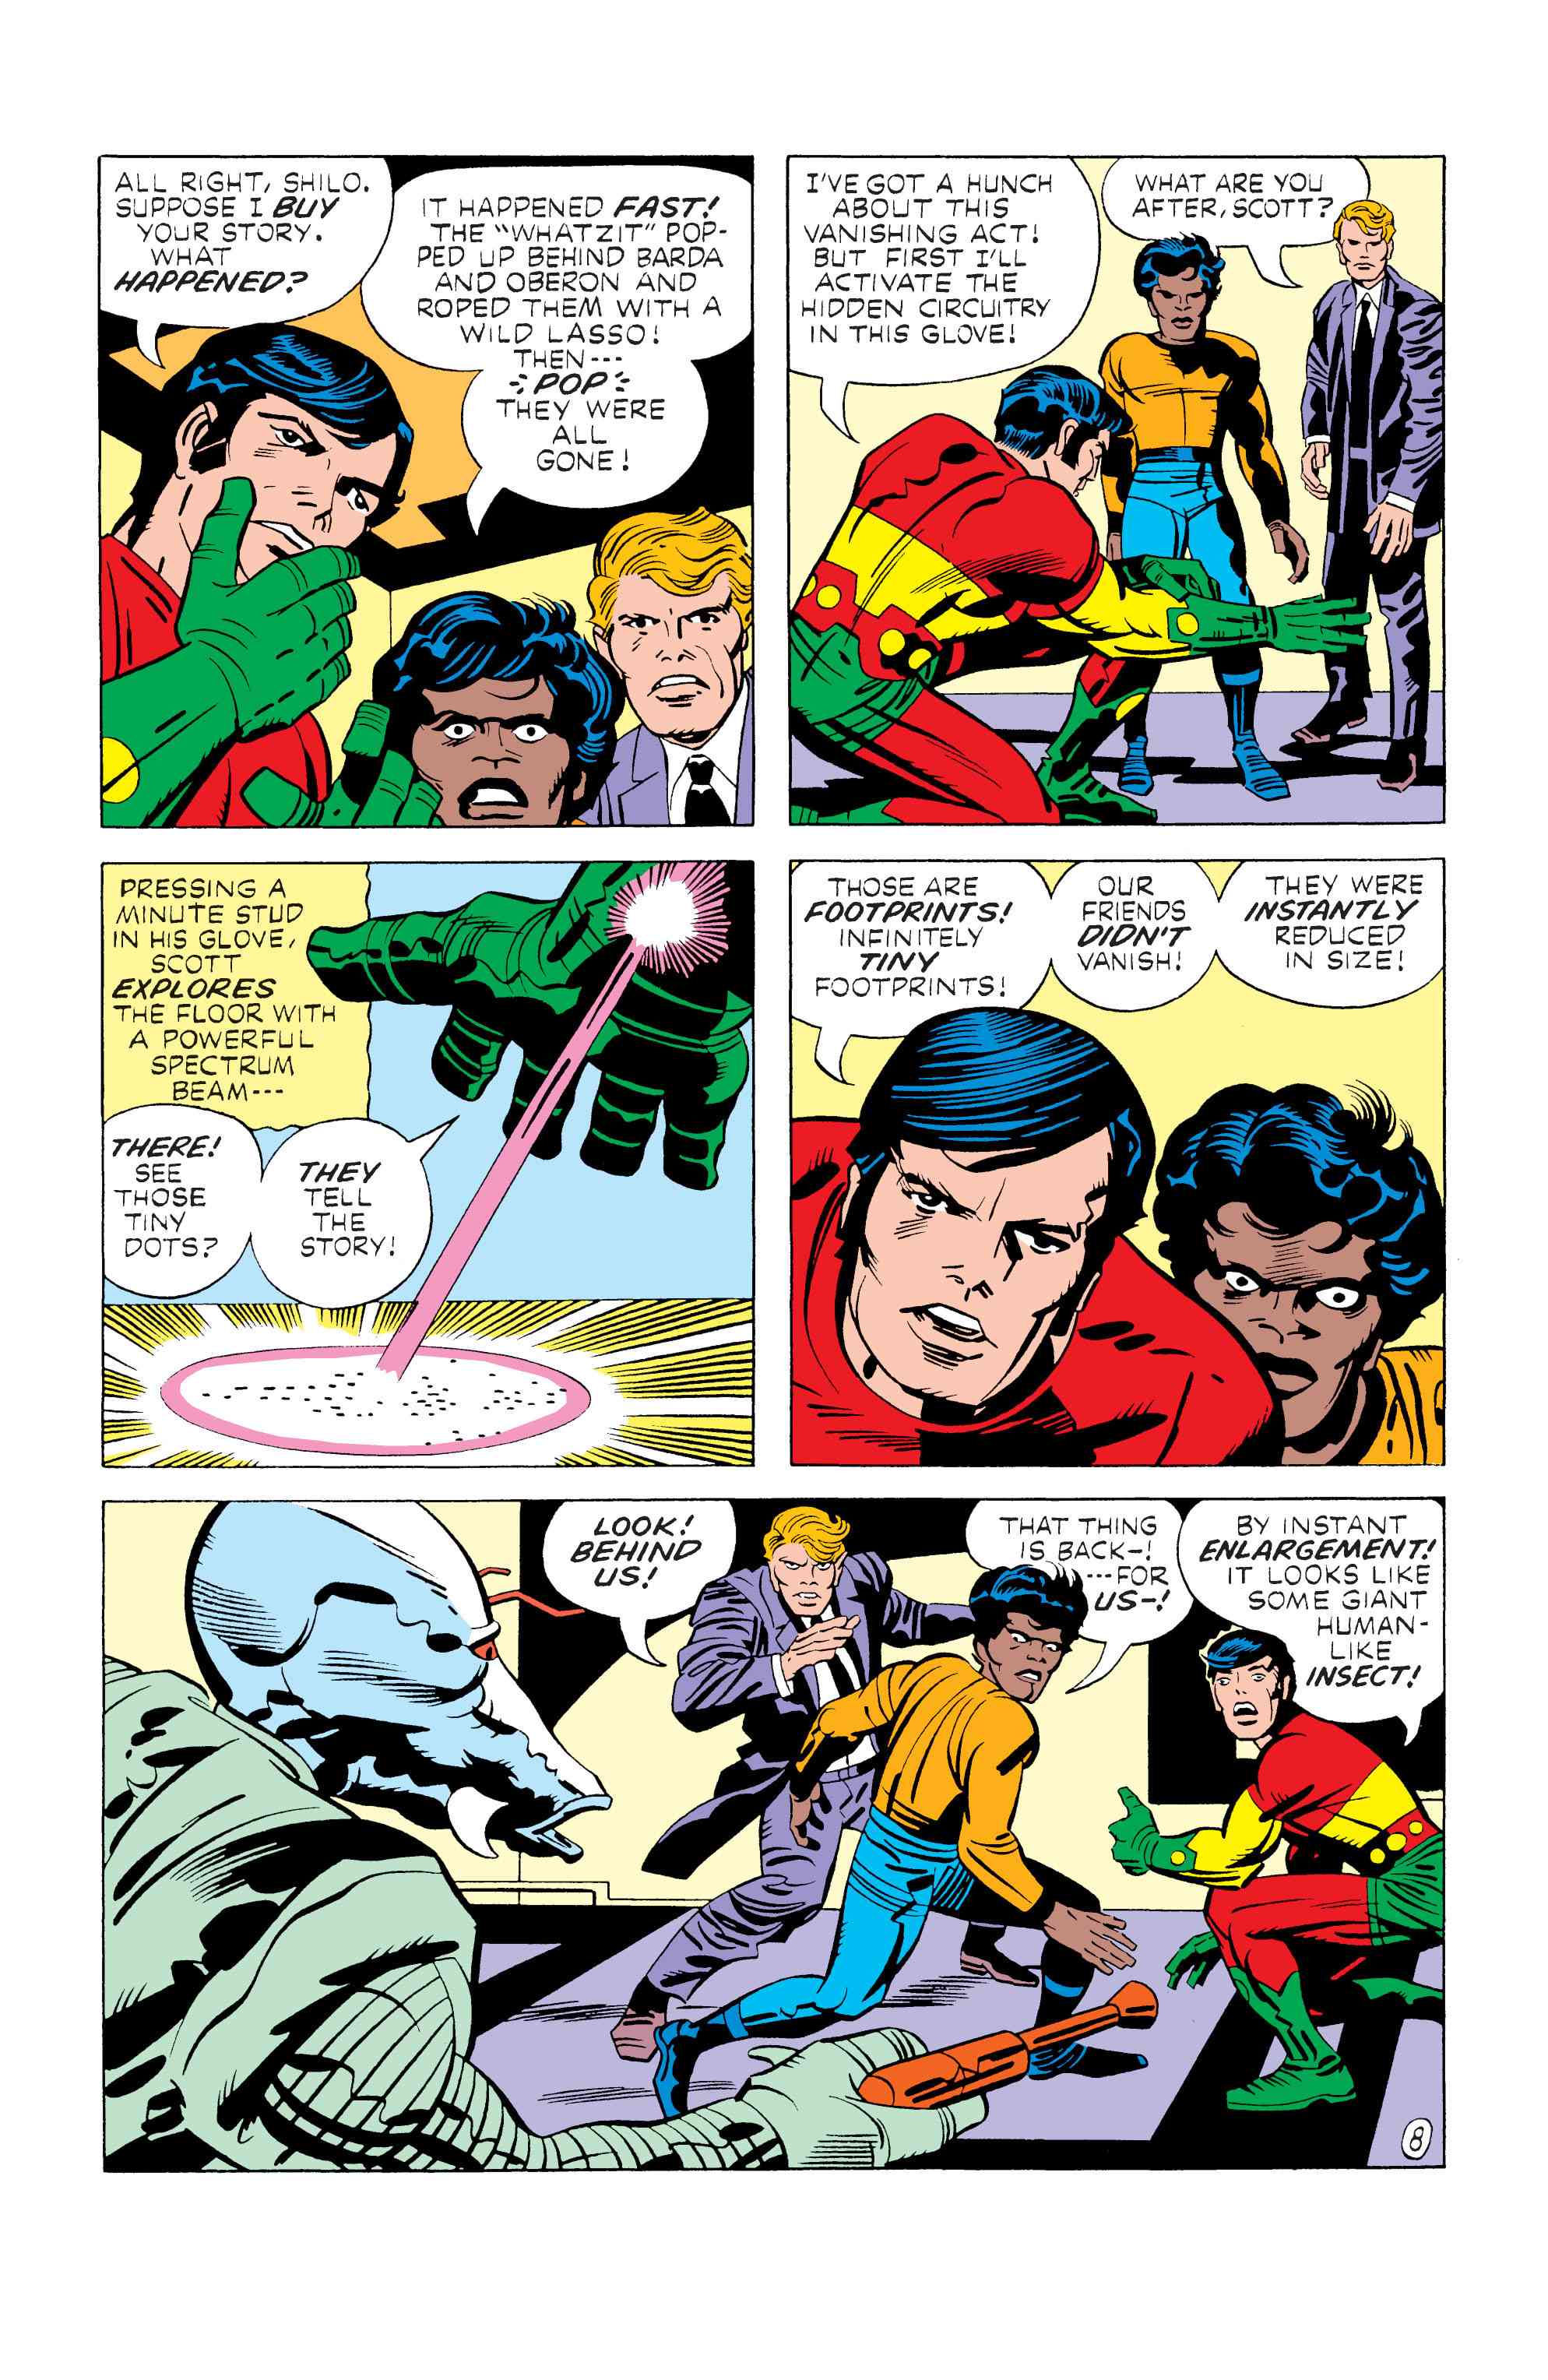 ALL RIGHT, SHILO.
SUPPOSE I BUY
YOUR STORY.
WHAT
HAPPENED?
IT HAPPENED FAST!
THE "WHATZIT" POP-
PED UP BEHIND BARDA
AND OBERON AND
ROPED THEM WITH A
WILD LASSO!
THEN---
POP
THEY WERE
ALL
GONE!
I'VE GOT A HUNCH
ABOUT THIS
VANISHING ACT!
BUT FIRST I'LL
ACTIVATE THE
HIDDEN CIRCUITRY
IN THIS GLOVE!
WHAT ARE YOU
AFTER, SCOTT?
PRESSING A
MINUTE STUD
IN HIS GLOVE,
SCOTT
EXPLORES
THE FLOOR WITH
A POWERFUL
SPECTRUM
BEAM---
THERE!
SEE
THOSE
TINY
DOTS?
THEY
TELL
THE
STORY!
THOSE ARE
FOOTPRINTS!
INFINITELY
TINY
FOOTPRINTS!
OUR
FRIENDS
DIDN'T
VANISH!
THEY WERE
INSTANTLY
REDUCED
IN SIZE!
LOOK!
BEHIND
US!
THAT THING
IS BACK-!
---FOR
US-!
BY INSTANT
ENLARGEMENT!
IT LOOKS LIKE
SOME GIANT
HUMAN-
LIKE
INSECT!
8